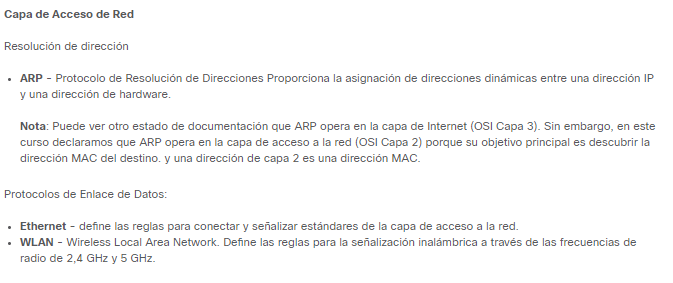 Capa de Acceso de Red
Resolución de dirección
• ARP - Protocolo de Resolución de Direcciones Proporciona la asignación de direcciones dinámicas entre una dirección IP
y una dirección de hardware.
Nota: Puede ver otro estado de documentación que ARP opera en la capa de Internet (OSI Capa 3). Sin embargo, en este
curso declaramos que ARP opera en la capa de acceso a la red (OSI Capa 2) porque su objetivo principal es descubrir la
dirección MAC del destino. y una dirección de capa 2 es una dirección MAC.
Protocolos de Enlace de Datos:
• Ethernet - define las reglas para conectar y señalizar estándares de la capa de acceso a la red.
• WLAN - Wireless Local Area Network. Define las reglas para la señalización inalámbrica a través de las frecuencias de
radio de 2,4 GHz y 5 GHz.